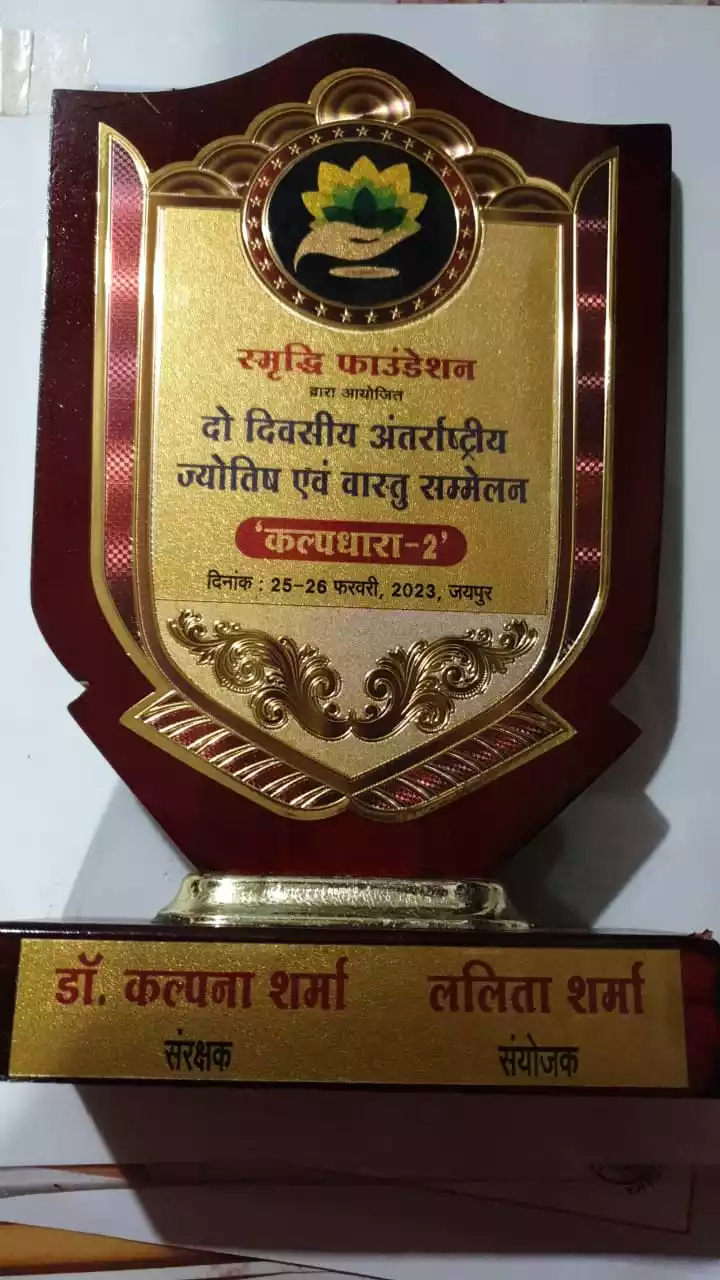 स्मृद्धि फाउंडेशन
द्वारा आयोजित
दो दिवसीय अंतर्राष्ट्रीय
ज्योतिष एवं वास्तु सम्मेलन
'कल्पधारा-2'
दिनांक : 25-26 फरवरी, 2023, जयपुर
डॉ. कल्पना शर्मा ललिता शर्मा
संरक्षक संयोजक